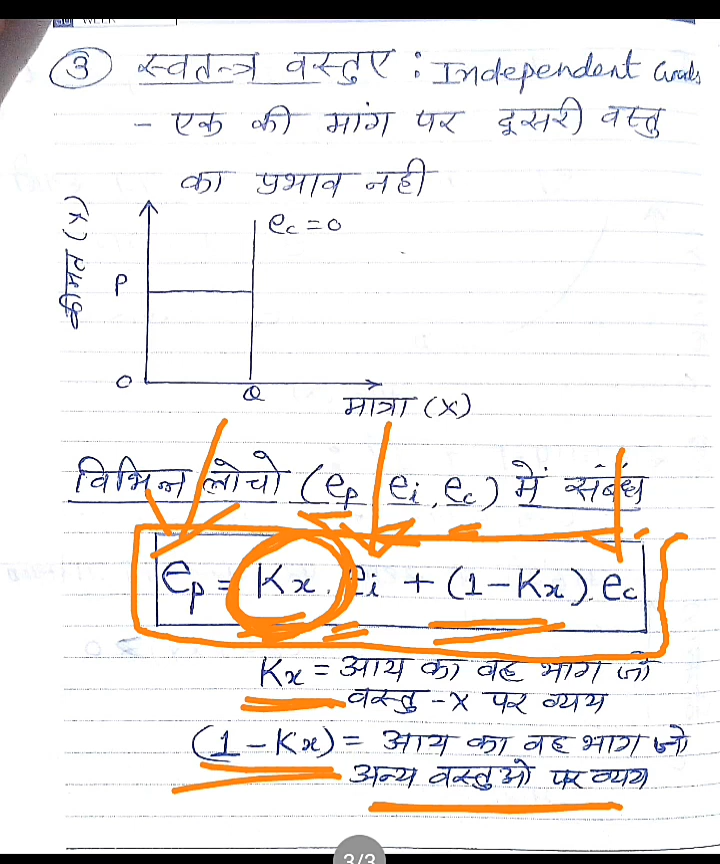 ③ स्वतन्त्र वस्तुए : Independent Goods
- एक की मांग पर दूसरी वस्तु
का प्रभाव नही
कीमत (Y)
ec = 0
P
O
Q
मात्रा (X)
विभिन्न लोचो (ep, ei, ec) में संबंध
ep = Kx. ei + (1-Kx). ec
Kx = आय का वह भाग जो
वस्तु -X पर व्यय
(1-Kx) = आय का वह भाग जो
अन्य वस्तुओ पर व्यय
3/3